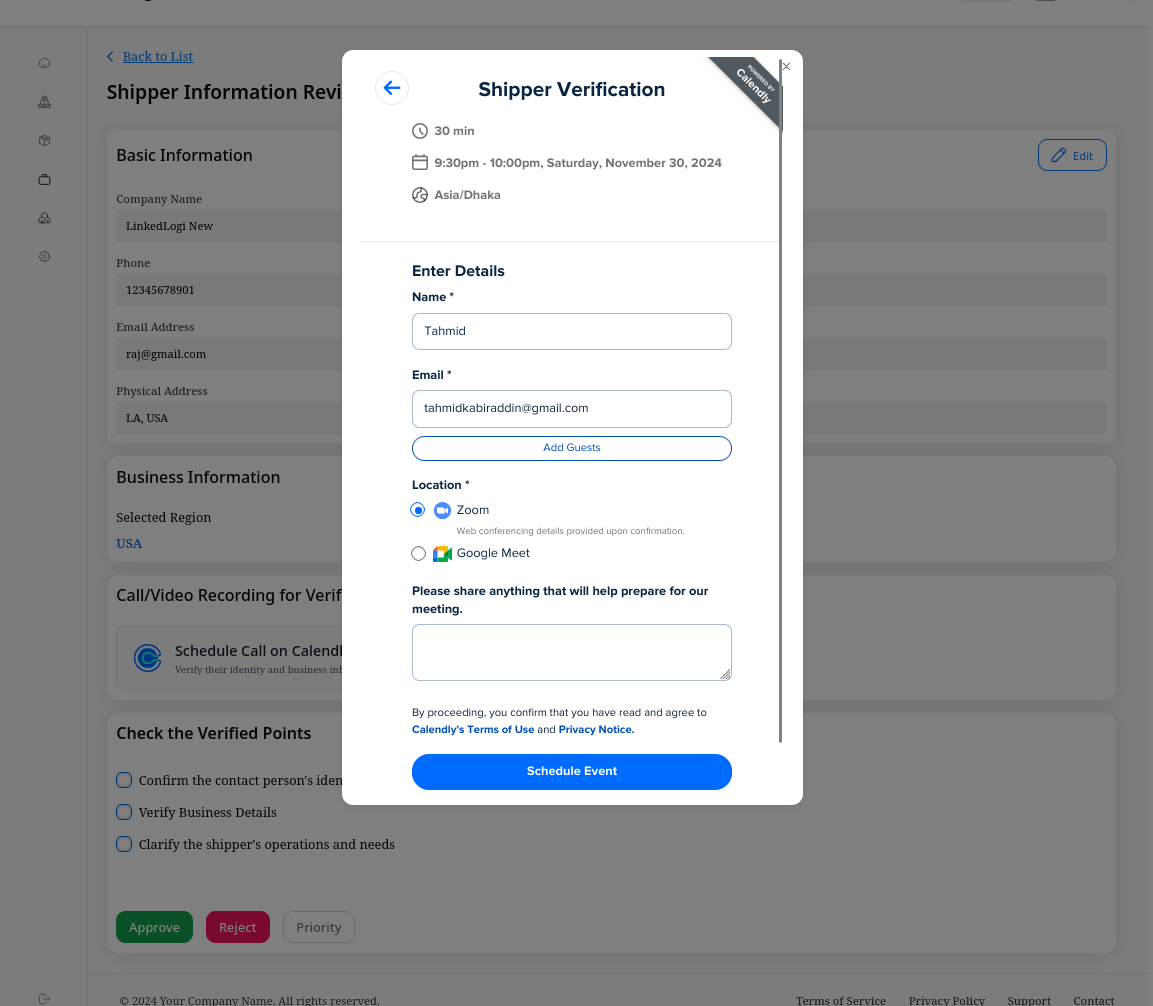 Back to List
Shipper Information Revi
Basic Information
Edit
Company Name
LinkedLogi New
Phone
12345678901
Email Address
raj@gmail.com
Physical Address
LA, USA
Business Information
Selected Region
USA
Call/Video Recording for Verif
Schedule Call on Calendl
Verify their identity and business inf
Check the Verified Points
Confirm the contact person's iden
Verify Business Details
Clarify the shipper's operations and needs
Approve
Reject
Priority
© 2024 Your Company Name. All rights reserved.
Terms of Service
Privacy Policy
Support
Contact
Shipper Verification
POWERED BY
Calendly
30 min
9:30pm - 10:00pm, Saturday, November 30, 2024
Asia/Dhaka
Enter Details
Name *
Tahmid
Email *
tahmidkabiraddin@gmail.com
Add Guests
Location *
Zoom
Web conferencing details provided upon confirmation.
Google Meet
Please share anything that will help prepare for our
meeting.
By proceeding, you confirm that you have read and agree to
Calendly's Terms of Use and Privacy Notice.
Schedule Event